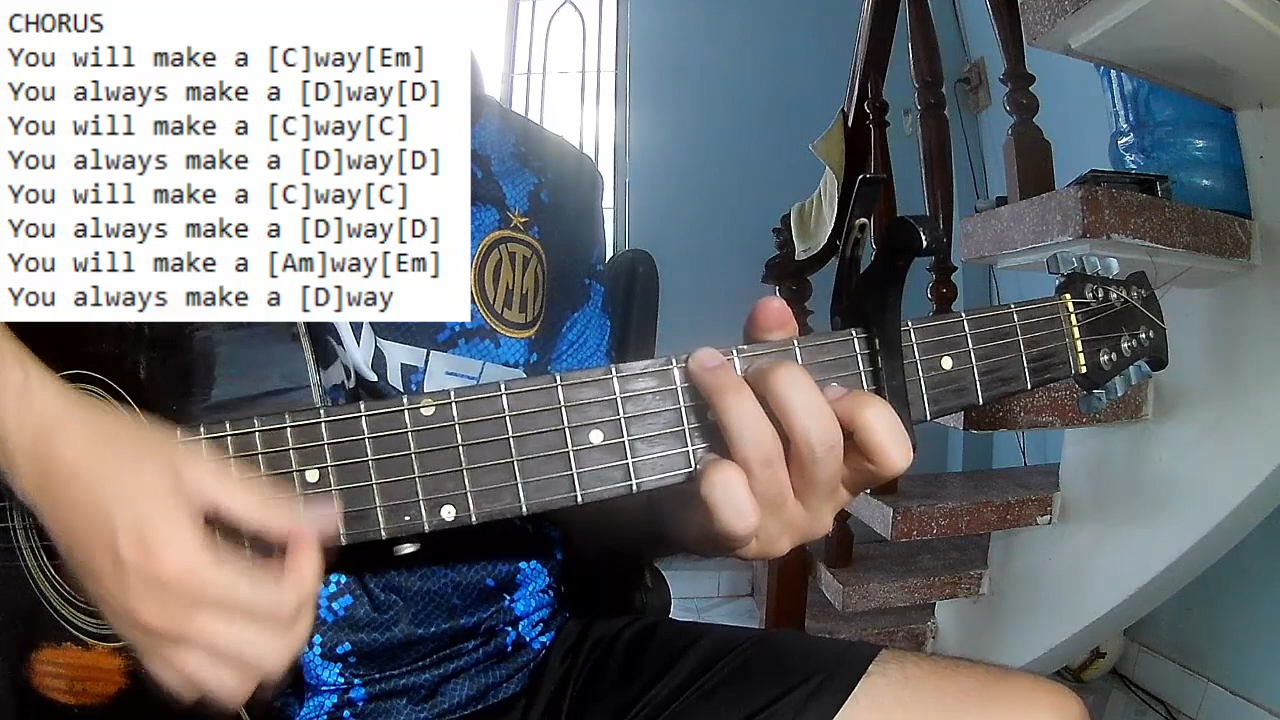 CHORUS
You will make a [C]way[Em]
You always make a [D]way[D]
You will make a [C]way[C]
You always make a [D]way[D]
You will make a [C]way[C]
You always make a [D]way[D]
You will make a [Am]way[Em]
You always make a [D]way